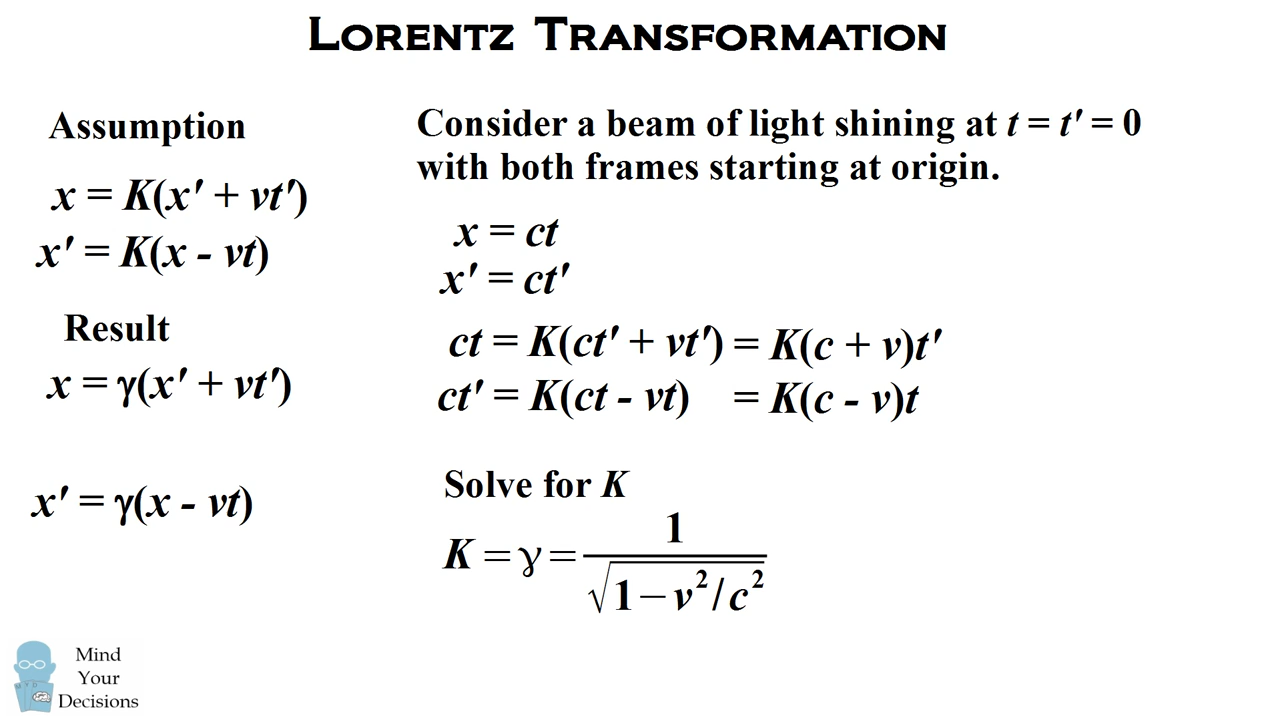 LORENTZ TRANSFORMATION
Assumption
x = K(x′ + vt′)
x′ = K(x - vt)
Result
x = γ(x′ + vt′)
x′ = γ(x - vt)
Consider a beam of light shining at t = t′ = 0
with both frames starting at origin.
x = ct
x′ = ct′
ct = K(ct′ + vt′) = K(c + v)t′
ct′ = K(ct - vt) = K(c - v)t
Solve for K
K = γ = 1 / √(1 − v²/c²)
Mind
Your
Decisions